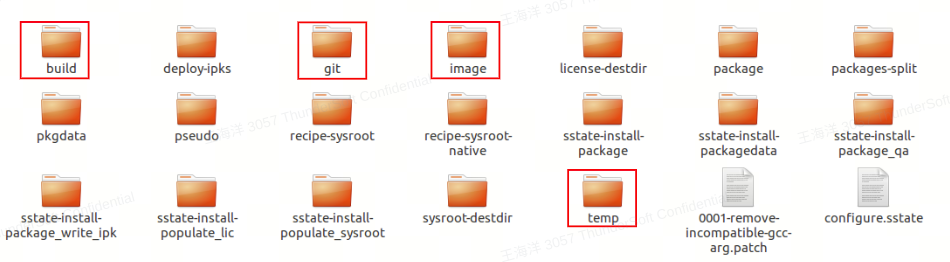 build
deploy-ipks
git
image
license-destdir
package
packages-split
pkgdata
pseudo
recipe-sysroot
recipe-sysroot-
native
sstate-install-
package
sstate-install-
packagedata
sstate-install-
package_qa
sstate-install-
package_write_ipk
sstate-install-
populate_lic
sstate-install-
populate_sysroot
sysroot-destdir
temp
0001-remove-
incompatible-gcc-
arg.patch
configure.sstate
王海洋 3057 Thundersoft Confidential